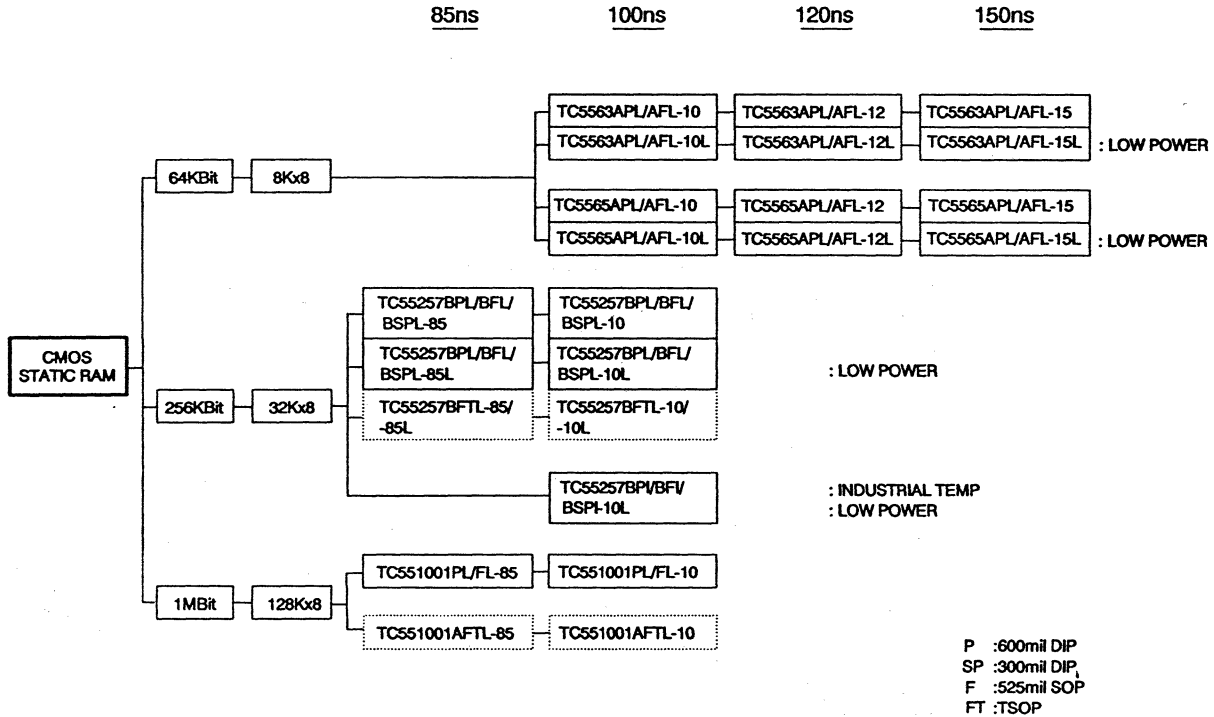 85ns 100ns 120ns 150ns
TC5563APL/AFL-10 TC5563APL/AFL-12 TC5563APL/AFL-15
TC5563APL/AFL-10L TC5563APL/AFL-12L TC5563APL/AFL-15L : LOW POWER
64KBit 8Kx8
TC5565APL/AFL-10 TC5565APL/AFL-12 TC5565APL/AFL-15
TC5565APL/AFL-10L TC5565APL/AFL-12L TC5565APL/AFL-15L : LOW POWER
TC55257BPL/BFL/ TC55257BPL/BFL/
BSPL-85 BSPL-10
CMOS
STATIC RAM
TC55257BPL/BFL/ TC55257BPL/BFL/
BSPL-85L BSPL-10L : LOW POWER
256KBit 32Kx8
TC55257BFTL-85/ TC55257BFTL-10/
-85L -10L
TC55257BPI/BFI/ : INDUSTRIAL TEMP
BSPI-10L : LOW POWER
TC551001PL/FL-85 TC551001PL/FL-10
1MBit 128Kx8
TC551001AFTL-85 TC551001AFTL-10
P :600mil DIP
SP :300mil DIP
F :525mil SOP
FT :TSOP